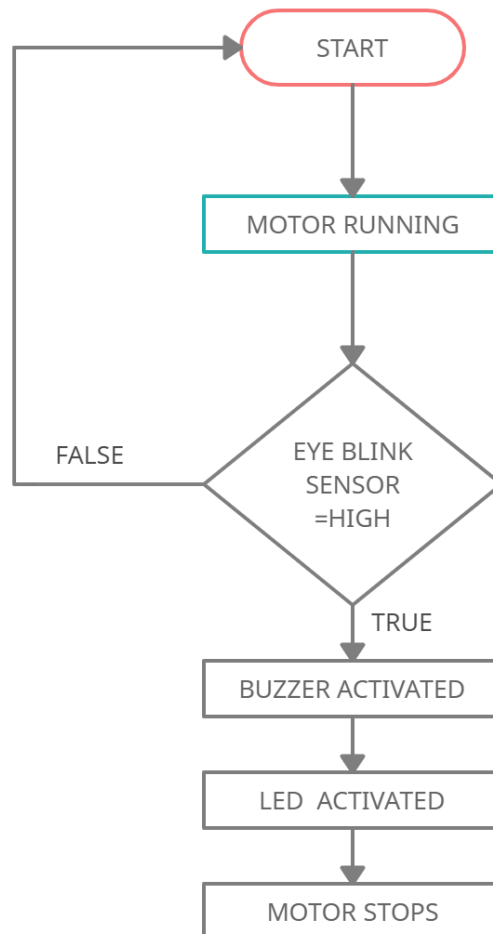 START
MOTOR RUNNING
EYE BLINK
SENSOR
=HIGH
FALSE
TRUE
BUZZER ACTIVATED
LED ACTIVATED
MOTOR STOPS